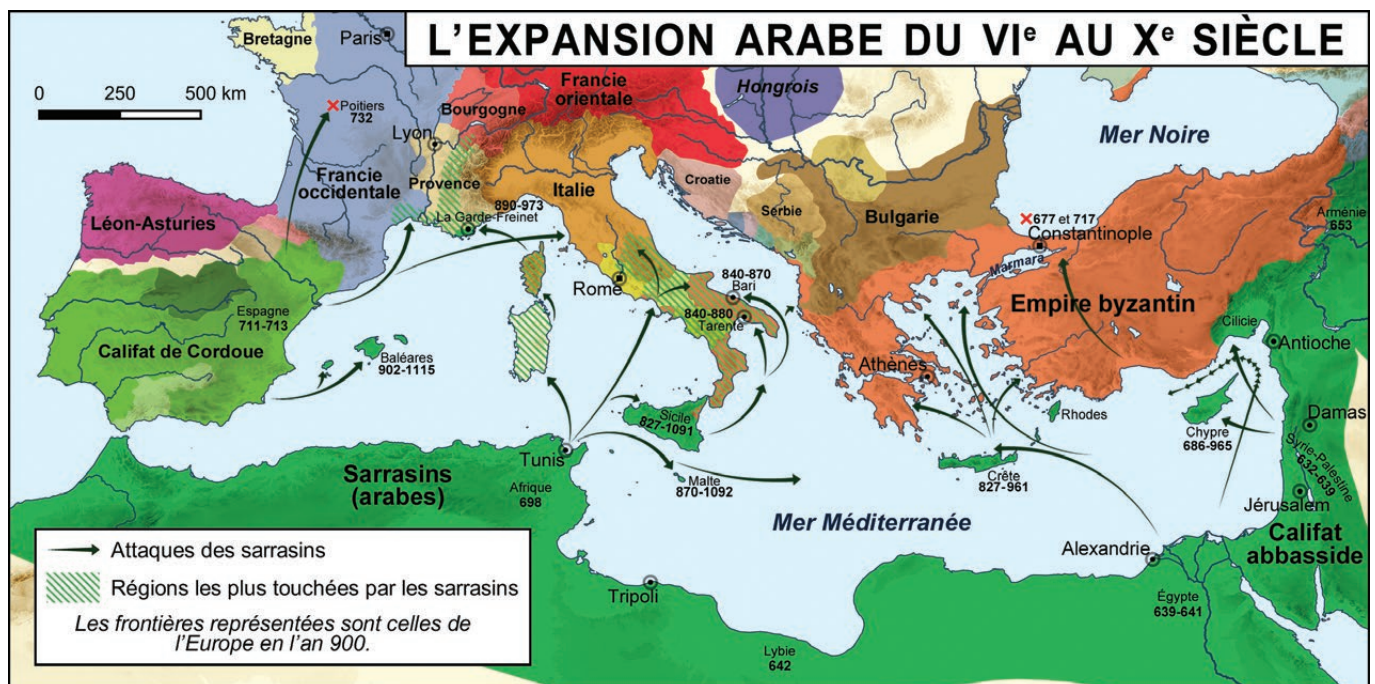 L'EXPANSION ARABE DU VIe AU Xe SIÈCLE
Bretagne
Paris
0 250 500 km
Poitiers
732
Bourgogne
Francie
orientale
Hongrois
Mer Noire
Lyon
Francie
occidentale
Provence
890-973
La Garde-Freinet
Italie
Croatie
Serbie
Bulgarie
677 et 717
Constantinople
Marmara
Arménie
653
Léon-Asturies
Espagne
711-713
Califat de Cordoue
Baléares
902-1115
Rome
840-870
Bari
840-880
Tarente
Empire byzantin
Cilicie
Antioche
Athènes
Rhodes
Chypre
686-965
Damas
Syrie-Palestine
632-639
Jérusalem
Califat
abbasside
Sicile
827-1091
Tunis
Sarrasins
(arabes)
Afrique
698
Malte
870-1092
Crète
827-961
Mer Méditerranée
Alexandrie
Égypte
639-641
Tripoli
Lybie
642
Attaques des sarrasins
Régions les plus touchées par les sarrasins
Les frontières représentées sont celles de
l'Europe en l'an 900.